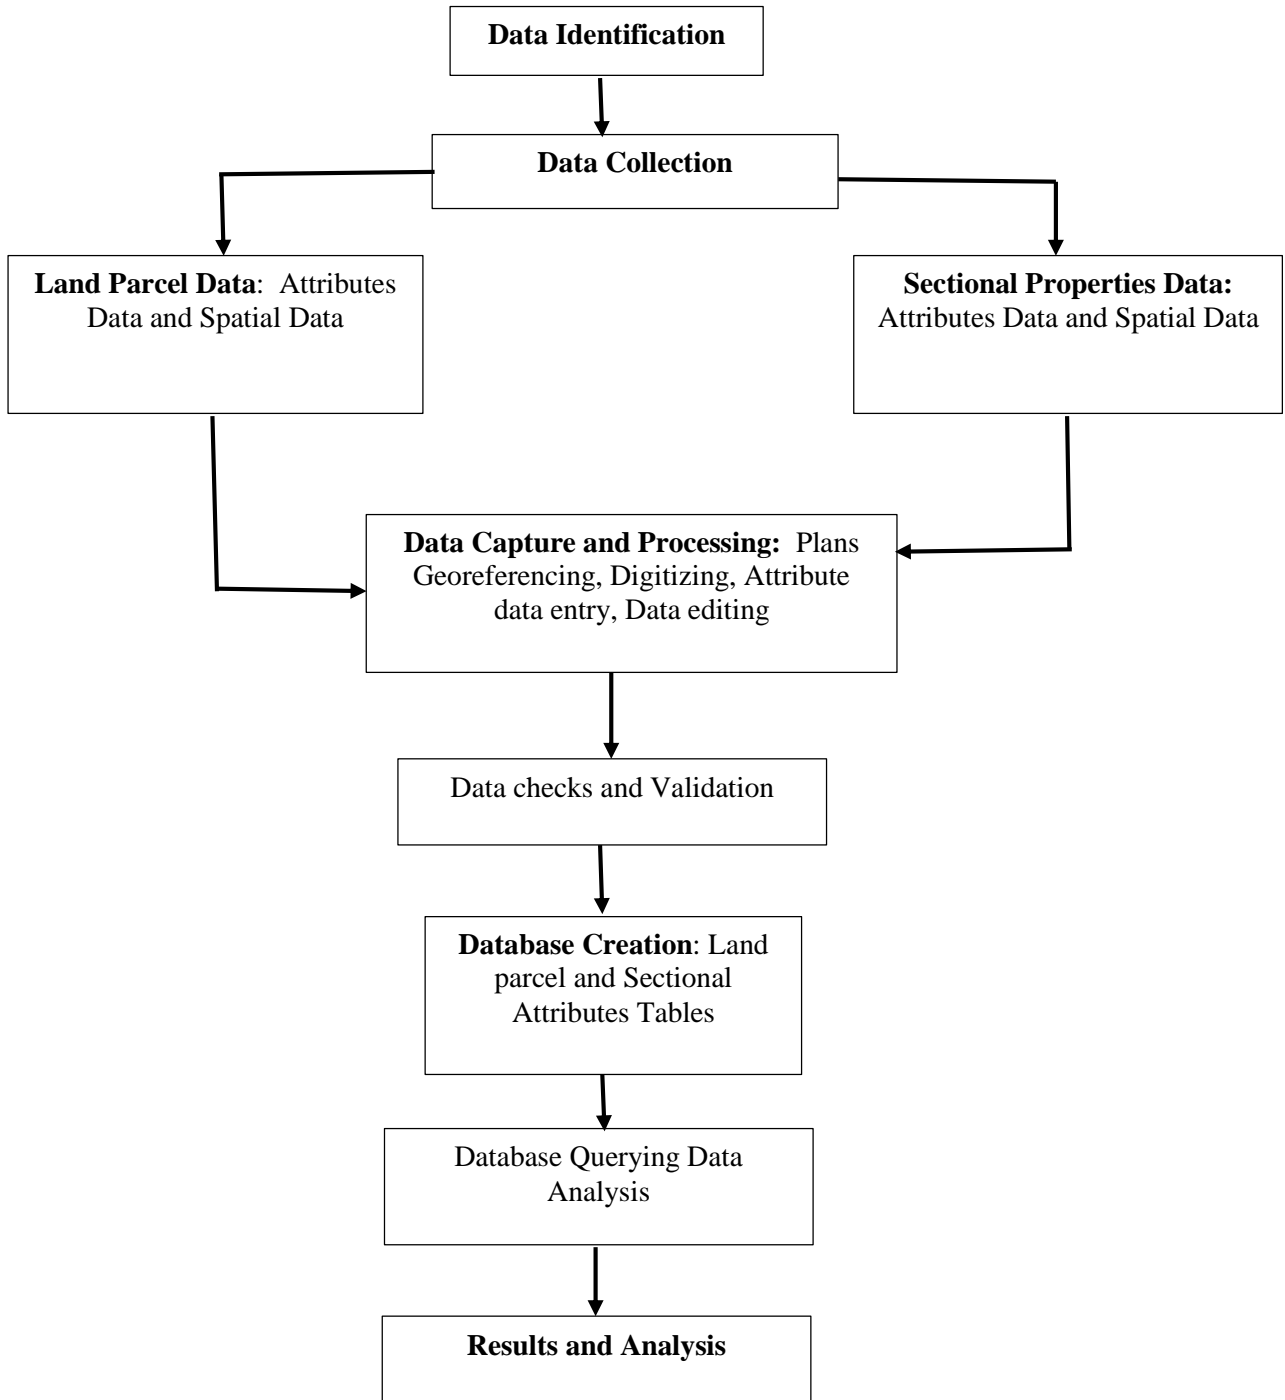 Data Identification
Data Collection
Land Parcel Data:  Attributes
Data and Spatial Data
Sectional Properties Data:
Attributes Data and Spatial Data
Data Capture and Processing:  Plans
Georeferencing, Digitizing, Attribute
data entry, Data editing
Data checks and Validation
Database Creation: Land
parcel and Sectional
Attributes Tables
Database Querying Data
Analysis
Results and Analysis